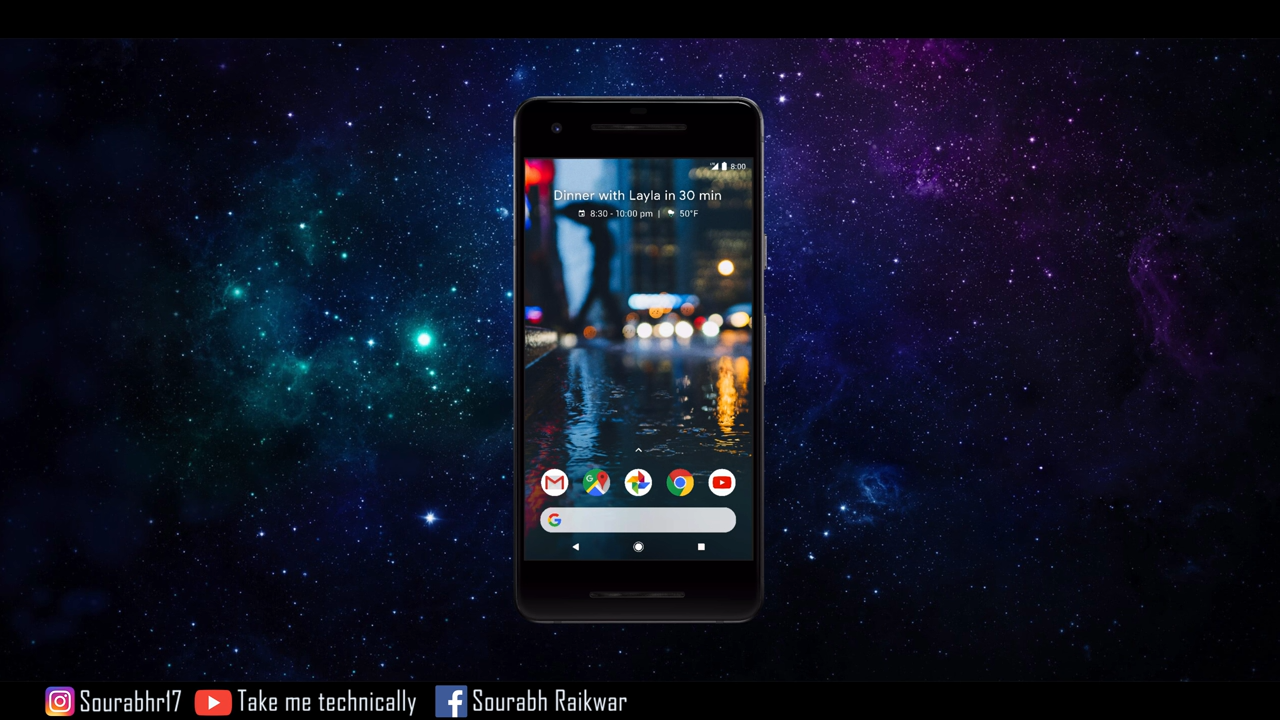 8:00
Dinner with Layla in 30 min
8:30 - 10:00 pm | 50°F
Sourabhr17 Take me technically Sourabh Raikwar